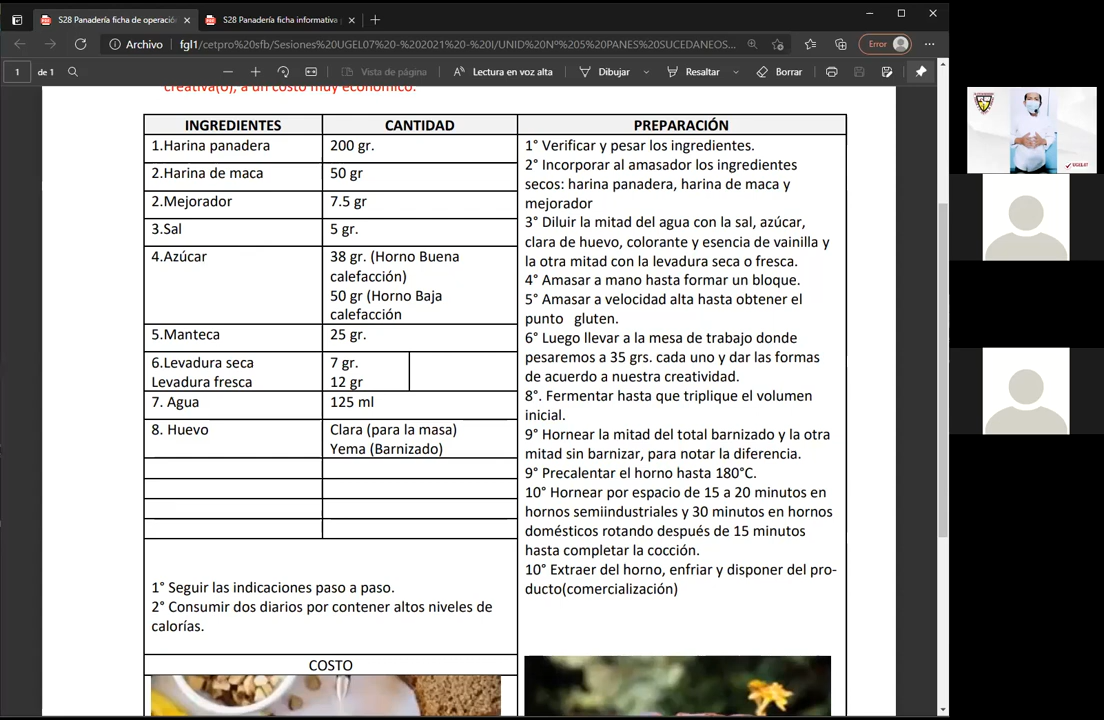 S28 Panadería ficha de operació
S28 Panadería ficha informativa
Archivo
fgl1/cetpro%20sfb/Sesiones%20UGEL07%20-%202021%20-%20I/UNID%20Nº%205%20PANES%20SUCEDANEOS...
Error
1
de 1
Vista de página
Lectura en voz alta
Dibujar
Resaltar
Borrar
creativa(o), a un costo muy económico.
INGREDIENTES
CANTIDAD
PREPARACIÓN
1.Harina panadera
200 gr.
2.Harina de maca
50 gr
2.Mejorador
7.5 gr
3.Sal
5 gr.
4.Azúcar
38 gr. (Horno Buena
calefacción)
50 gr (Horno Baja
calefacción
5.Manteca
25 gr.
6.Levadura seca
7 gr.
Levadura fresca
12 gr
7. Agua
125 ml
8. Huevo
Clara (para la masa)
Yema (Barnizado)
1° Seguir las indicaciones paso a paso.
2° Consumir dos diarios por contener altos niveles de
calorías.
COSTO
1° Verificar y pesar los ingredientes.
2° Incorporar al amasador los ingredientes
secos: harina panadera, harina de maca y
mejorador
3° Diluir la mitad del agua con la sal, azúcar,
clara de huevo, colorante y esencia de vainilla y
la otra mitad con la levadura seca o fresca.
4° Amasar a mano hasta formar un bloque.
5° Amasar a velocidad alta hasta obtener el
punto gluten.
6° Luego llevar a la mesa de trabajo donde
pesaremos a 35 grs. cada uno y dar las formas
de acuerdo a nuestra creatividad.
8°. Fermentar hasta que triplique el volumen
inicial.
9° Hornear la mitad del total barnizado y la otra
mitad sin barnizar, para notar la diferencia.
9° Precalentar el horno hasta 180°C.
10° Hornear por espacio de 15 a 20 minutos en
hornos semiindustriales y 30 minutos en hornos
domésticos rotando después de 15 minutos
hasta completar la cocción.
10° Extraer del horno, enfriar y disponer del pro-
ducto(comercialización)